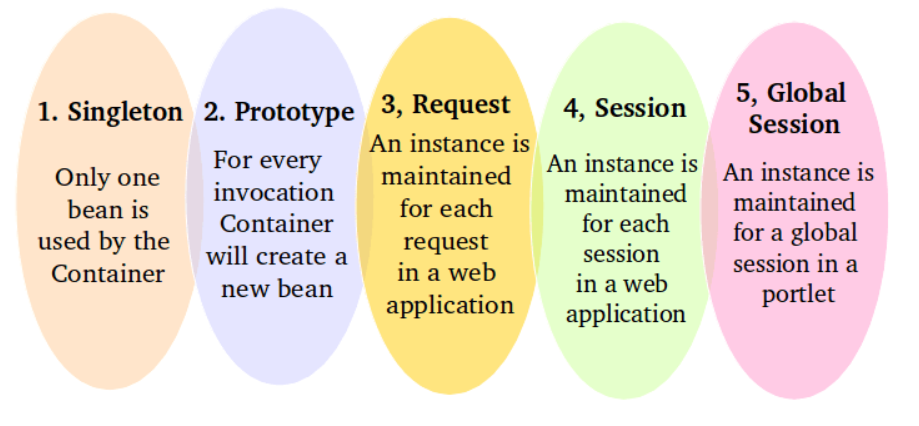 1. Singleton
Only one
bean is
used by the
Container
2. Prototype
For every
invocation
Container
will create a
new bean
3, Request
An instance is
maintained
for each
request
in a web
application
4, Session
An instance is
maintained
for each
session
in a web
application
5, Global
Session
An instance is
maintained
for a global
session in a
portlet